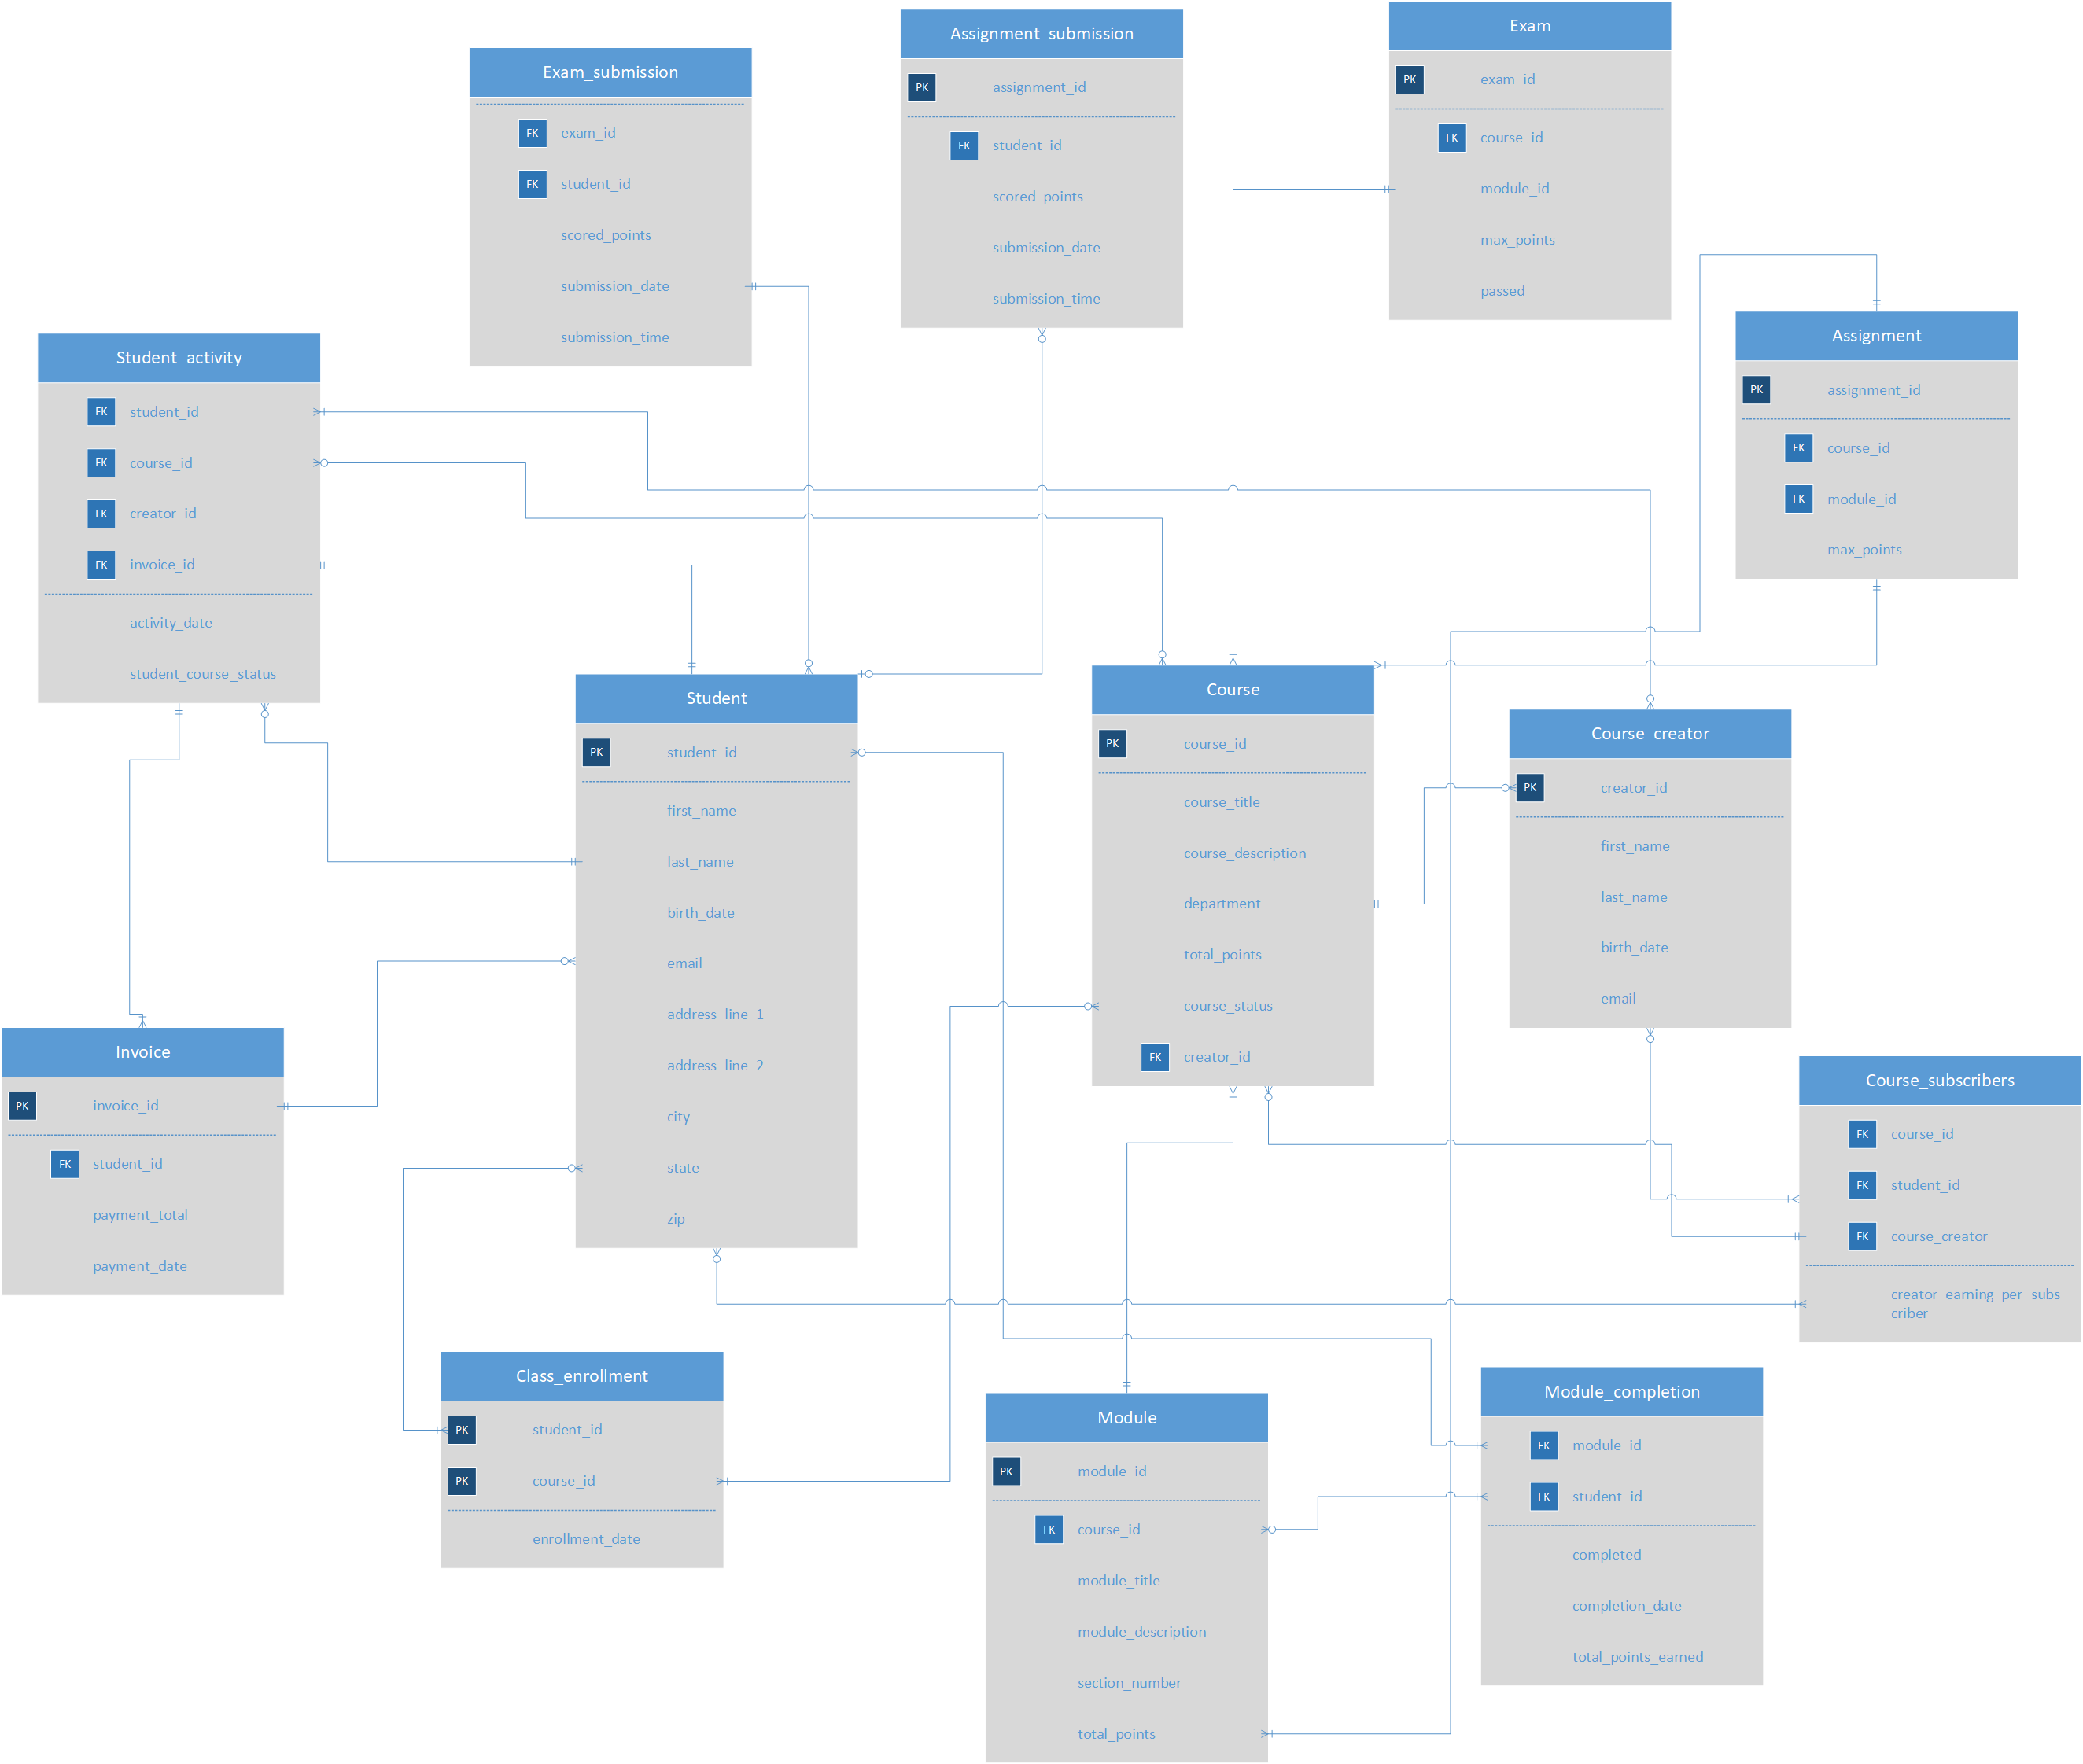 Exam_submission
FK exam_id
FK student_id
scored_points
submission_date
submission_time
Assignment_submission
PK assignment_id
FK student_id
scored_points
submission_date
submission_time
Exam
PK exam_id
FK course_id
module_id
max_points
passed
Student_activity
FK student_id
FK course_id
FK creator_id
FK invoice_id
activity_date
student_course_status
Assignment
PK assignment_id
FK course_id
FK module_id
max_points
Student
PK student_id
first_name
last_name
birth_date
email
address_line_1
address_line_2
city
state
zip
Course
PK course_id
course_title
course_description
department
total_points
course_status
FK creator_id
Course_creator
PK creator_id
first_name
last_name
birth_date
email
Invoice
PK invoice_id
FK student_id
payment_total
payment_date
Course_subscribers
FK course_id
FK student_id
FK course_creator
creator_earning_per_subs
criber
Class_enrollment
PK student_id
PK course_id
enrollment_date
Module
PK module_id
FK course_id
module_title
module_description
section_number
total_points
Module_completion
FK module_id
FK student_id
completed
completion_date
total_points_earned